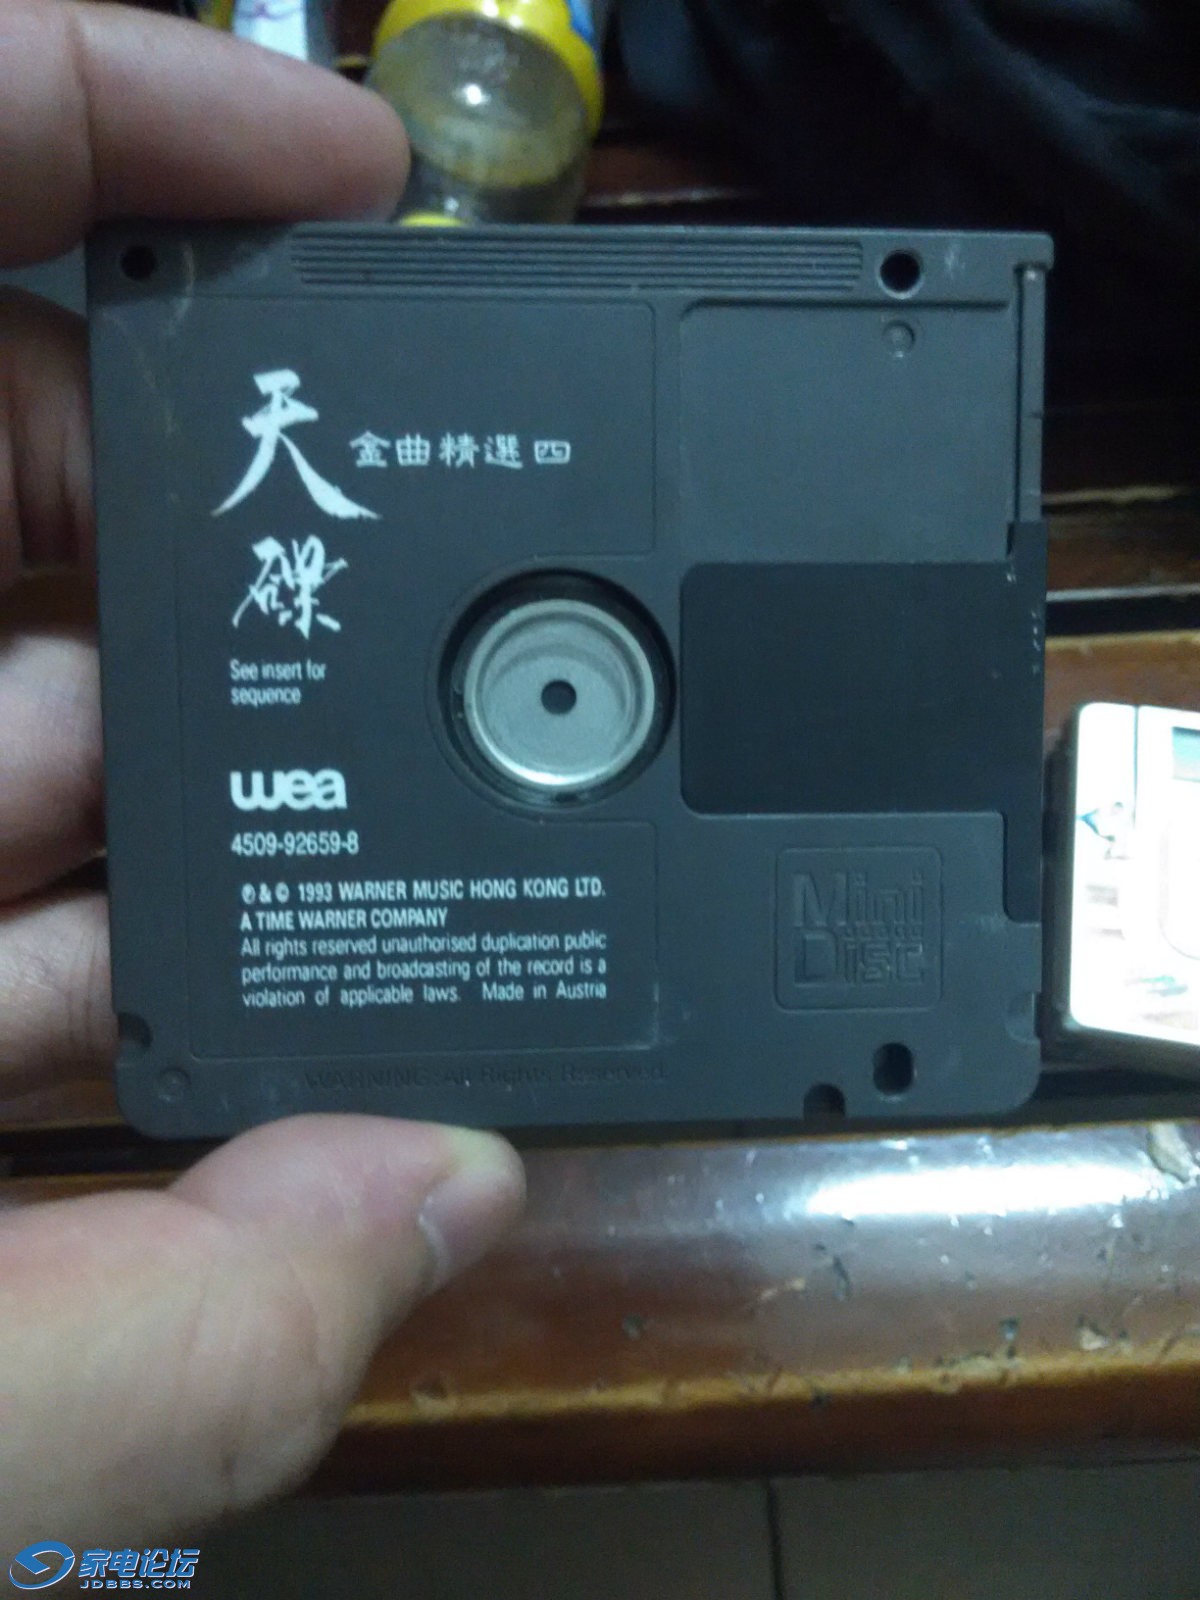 天碟
金曲精選四
See insert for
sequence
wea
4509-92659-8
℗ & © 1993 WARNER MUSIC HONG KONG LTD.
A TIME WARNER COMPANY
All rights reserved unauthorised duplication public
performance and broadcasting of the record is a
violation of applicable laws. Made in Austria
Mini
Disc
WARNING: All Rights Reserved.
家电论坛
JDBBS.COM